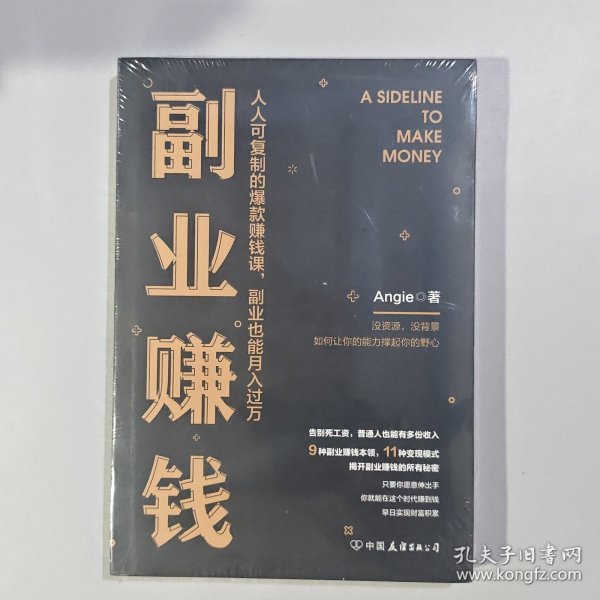 副业赚钱
人人可复制的爆款赚钱课，副业也能月入过万
A SIDELINE
TO
MAKE
MONEY
Angie◎著
没资源，没背景
如何让你的能力撑起你的野心
告别死工资，普通人也能有多份收入
9种副业赚钱本领，11种变现模式
揭开副业赚钱的所有秘密
只要你愿意伸出手
你就能在这个时代赚到钱
早日实现财富积累
中国友谊出版公司
孔夫子旧书网
www.kongfz.com